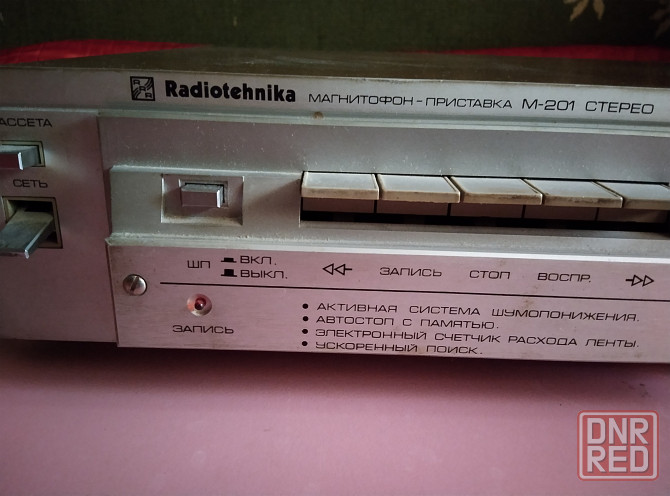 Radiotehnika МАГНИТОФОН-ПРИСТАВКА М-201 СТЕРЕО
АССЕТА
СЕТЬ
ШП ВКЛ.
ВЫКЛ.
ЗАПИСЬ СТОП ВОСПР.
ЗАПИСЬ
• АКТИВНАЯ СИСТЕМА ШУМОПОНИЖЕНИЯ.
• АВТОСТОП С ПАМЯТЬЮ.
• ЭЛЕКТРОННЫЙ СЧЕТЧИК РАСХОДА ЛЕНТЫ.
• УСКОРЕННЫЙ ПОИСК.
DNR
RED